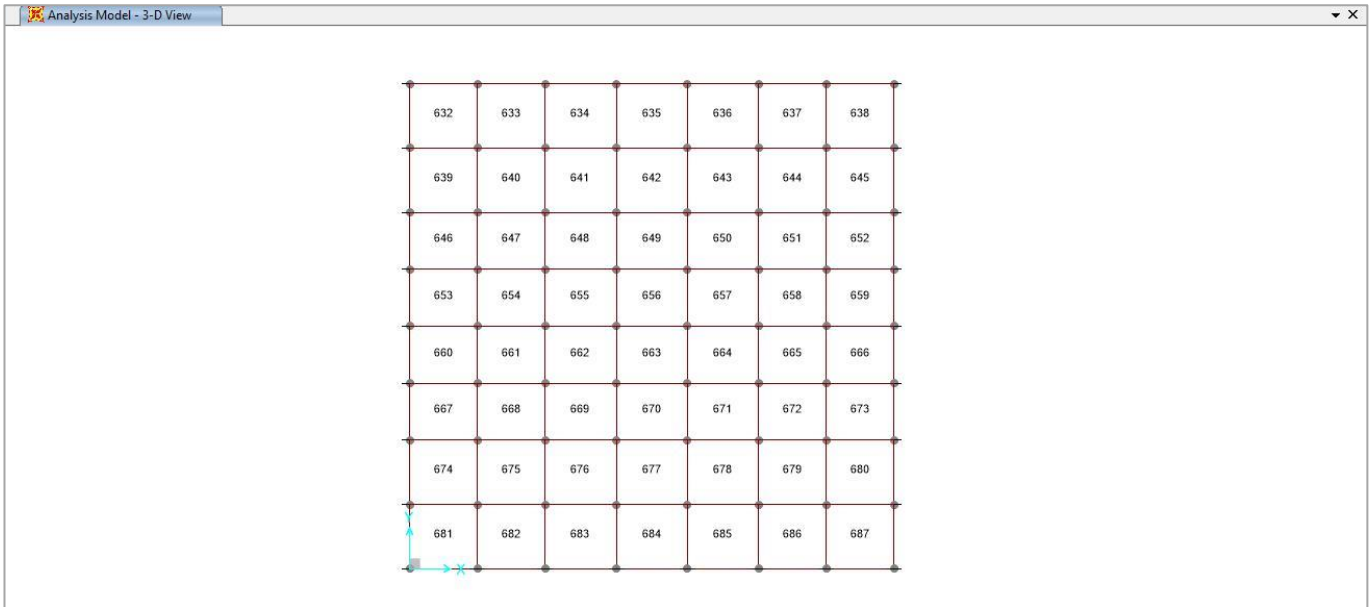 Analysis Model - 3-D View
632 633 634 635 636 637 638
639 640 641 642 643 644 645
646 647 648 649 650 651 652
653 654 655 656 657 658 659
660 661 662 663 664 665 666
667 668 669 670 671 672 673
674 675 676 677 678 679 680
Y
681 682 683 684 685 686 687
X